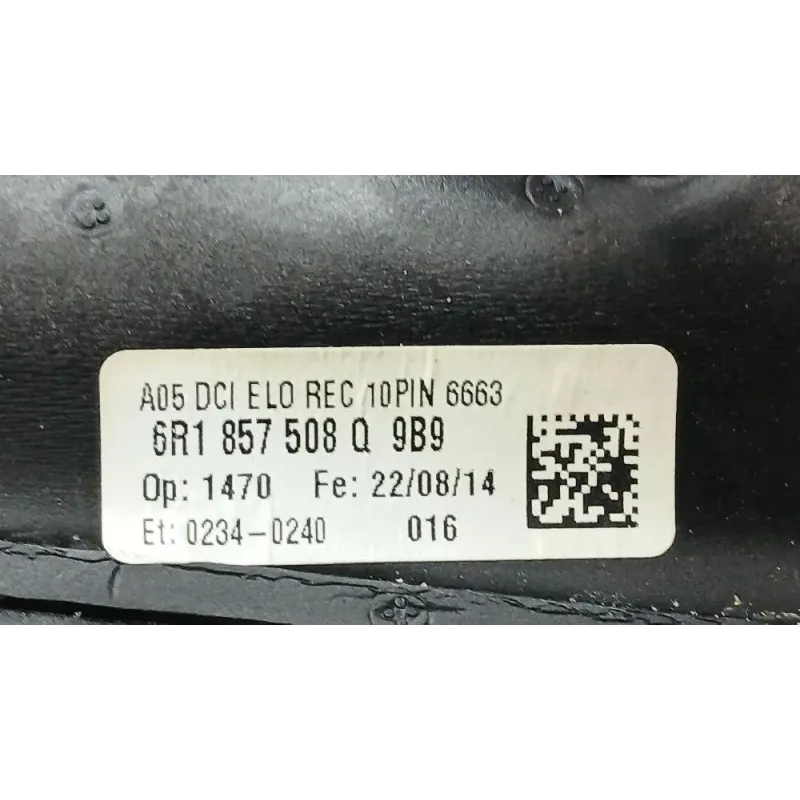 A05 DCI ELO REC 10PIN 6663
6R1 857 508 Q 9B9
Op: 1470 Fe: 22/08/14
Et: 0234-0240 016